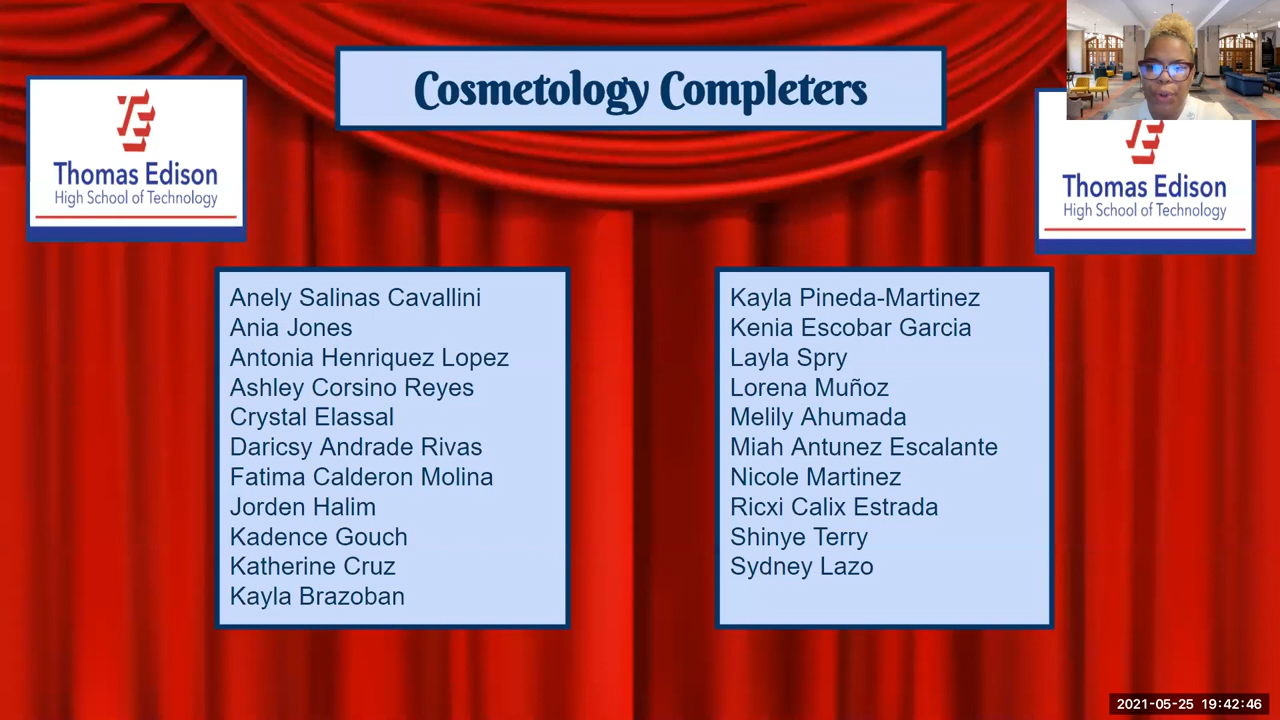 Cosmetology Completers
TE
Thomas Edison
High School of Technology
TE
Thomas Edison
High School of Technology
Anely Salinas Cavallini
Ania Jones
Antonia Henriquez Lopez
Ashley Corsino Reyes
Crystal Elassal
Daricsy Andrade Rivas
Fatima Calderon Molina
Jorden Halim
Kadence Gouch
Katherine Cruz
Kayla Brazoban
Kayla Pineda-Martinez
Kenia Escobar Garcia
Layla Spry
Lorena Muñoz
Melily Ahumada
Miah Antunez Escalante
Nicole Martinez
Ricxi Calix Estrada
Shinye Terry
Sydney Lazo
2021-05-25 19:42:46